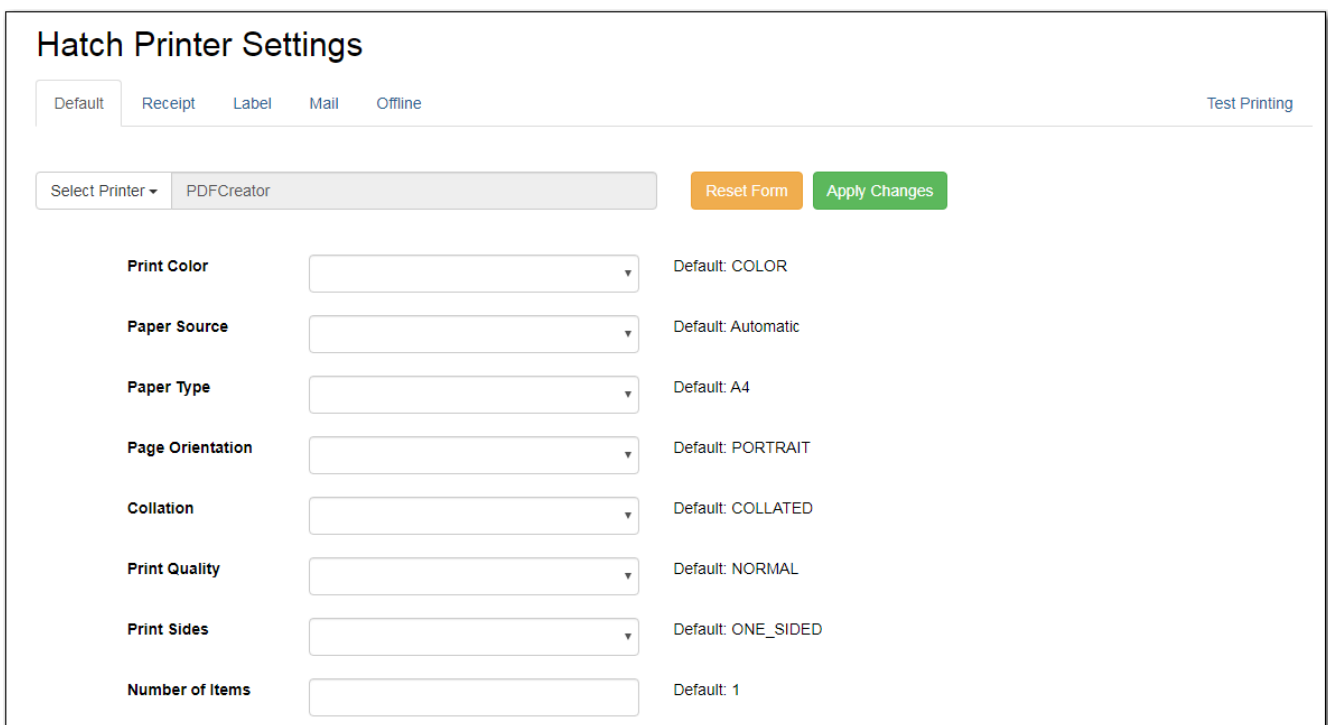 Hatch Printer Settings
Default Receipt Label Mail Offline Test Printing
Select Printer PDFCreator Reset Form Apply Changes
Print Color Default: COLOR
Paper Source Default: Automatic
Paper Type Default: A4
Page Orientation Default: PORTRAIT
Collation Default: COLLATED
Print Quality Default: NORMAL
Print Sides Default: ONE_SIDED
Number of Items Default: 1